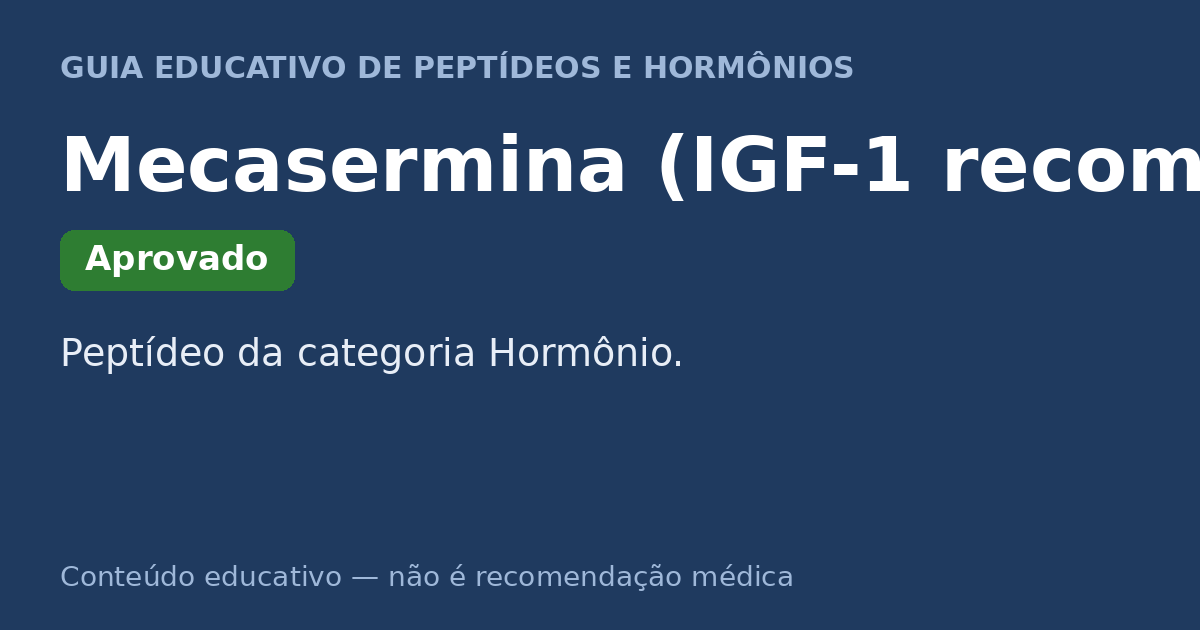 GUIA EDUCATIVO DE PEPTÍDEOS E HORMÔNIOS
Mecasermina (IGF-1 recom
Aprovado
Peptídeo da categoria Hormônio.
Conteúdo educativo — não é recomendação médica